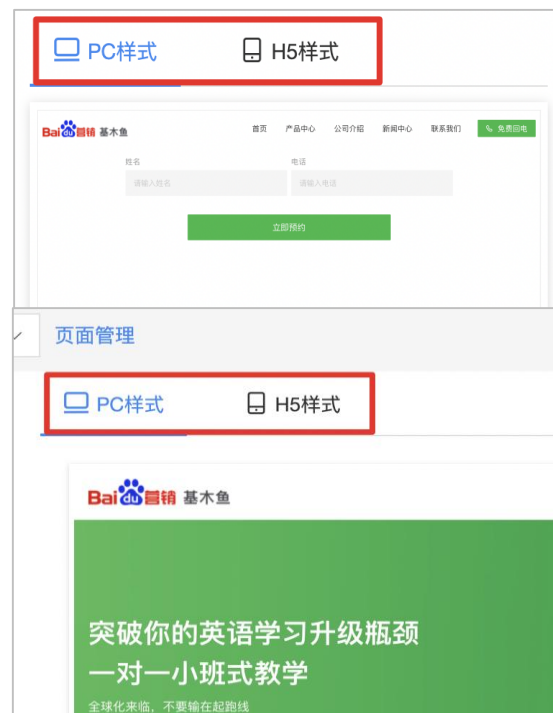 PC样式 H5样式
Bai du 营销 基木鱼 首页 产品中心 公司介绍 新闻中心 联系我们 免费回电
姓名 电话
请输入姓名 请输入电话
立即预约
页面管理
PC样式 H5样式
Bai du 营销 基木鱼
突破你的英语学习升级瓶颈
一对一小班式教学
全球化来临，不要输在起跑线